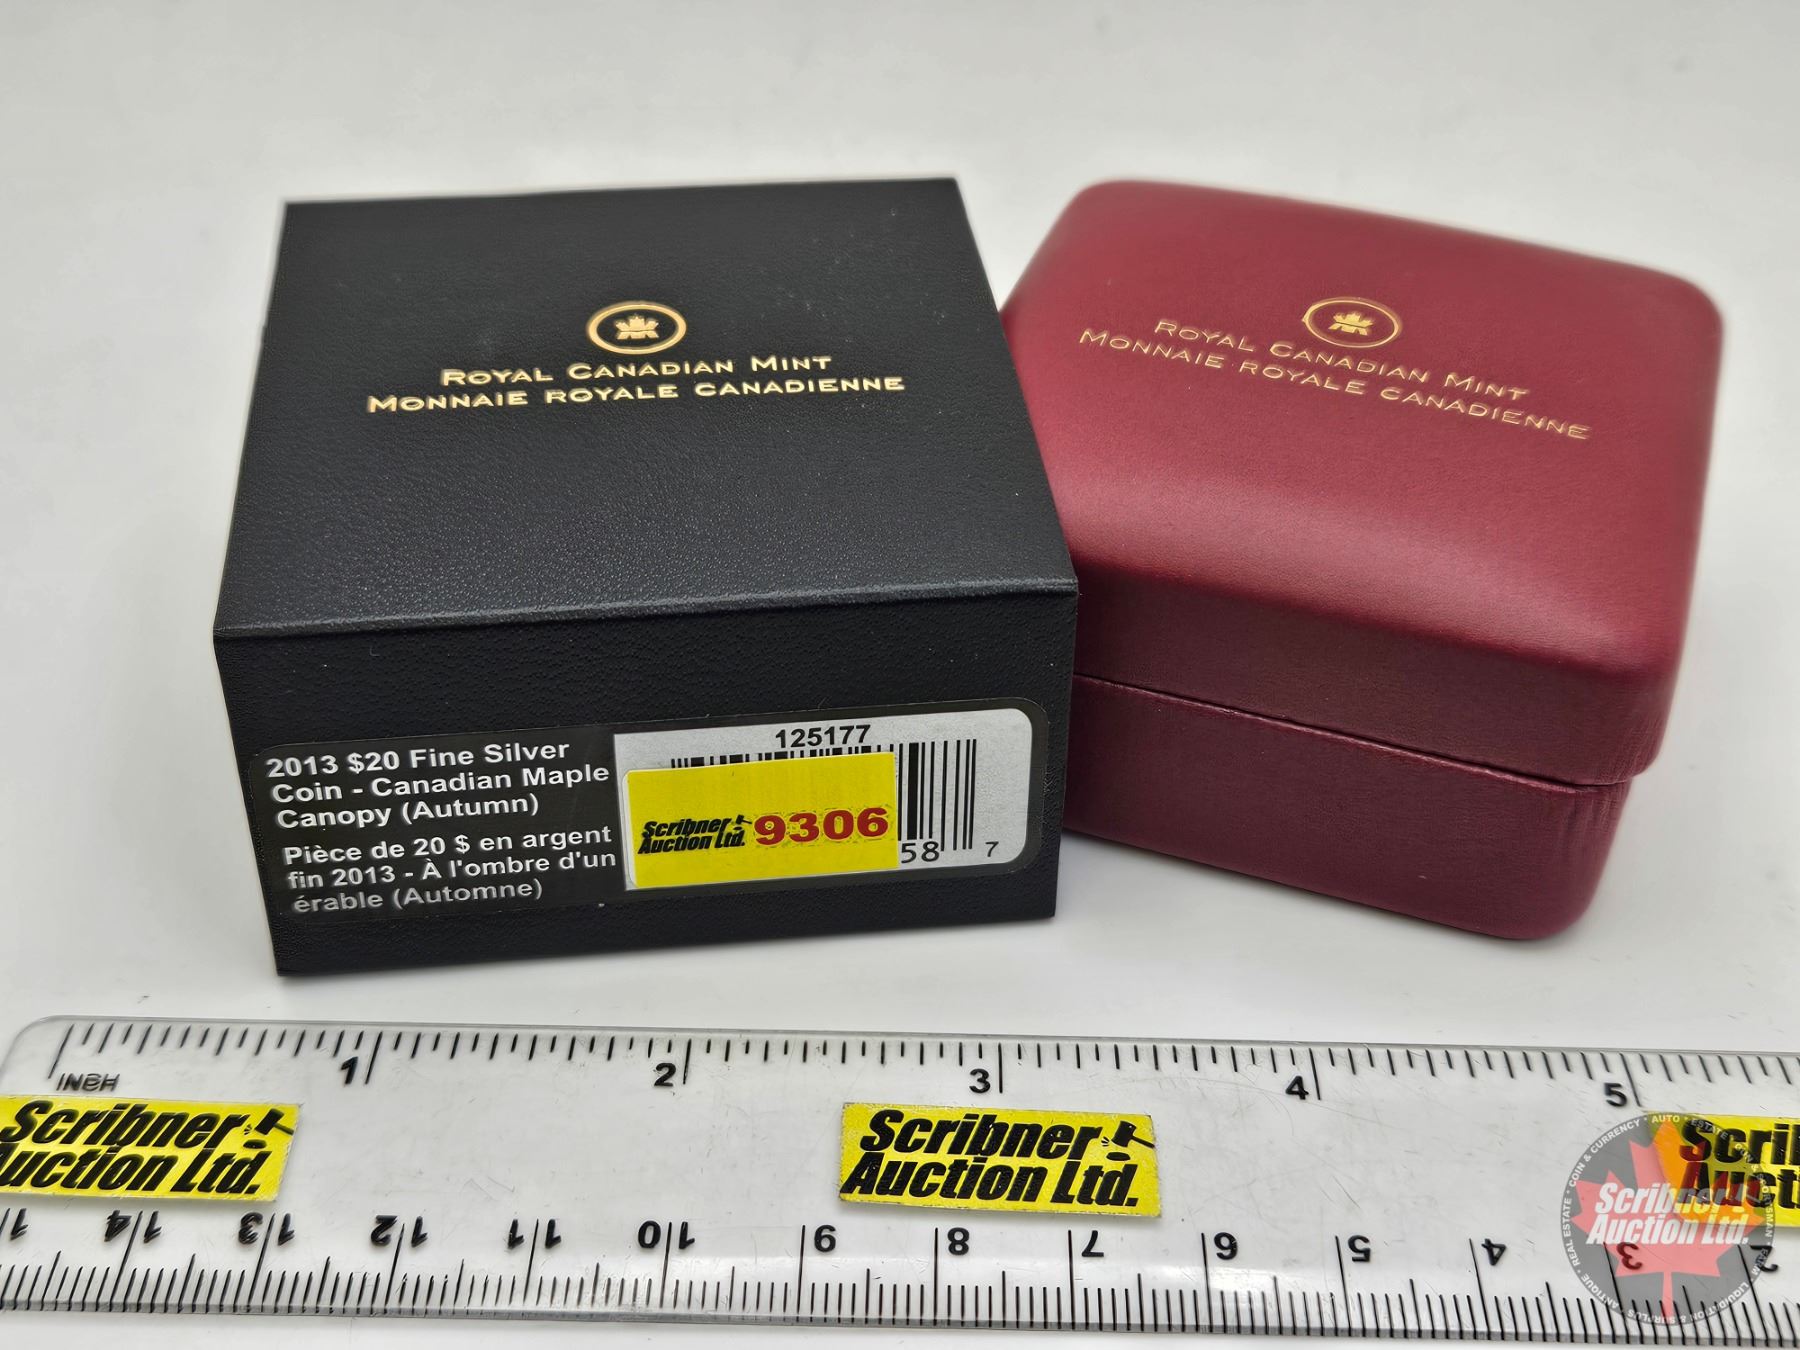 ROYAL CANADIAN MINT
MONNAIE ROYALE CANADIENNE
ROYAL CANADIAN MINT
MONNAIE ROYALE CANADIENNE
2013 $20 Fine Silver
Coin - Canadian Maple
Canopy (Autumn)
Pièce de 20 $ en argent
fin 2013 - À l'ombre d'un
érable (Automne)
125177
Scribner
Auction Ltd.
9306
58 7
INCH
1 2 3 4 5
Scribner
Auction Ltd.
Scribner
Auction Ltd.
14 13 12 11 10 9 8 7 6 5 4 3
Scribner
Auction Ltd.